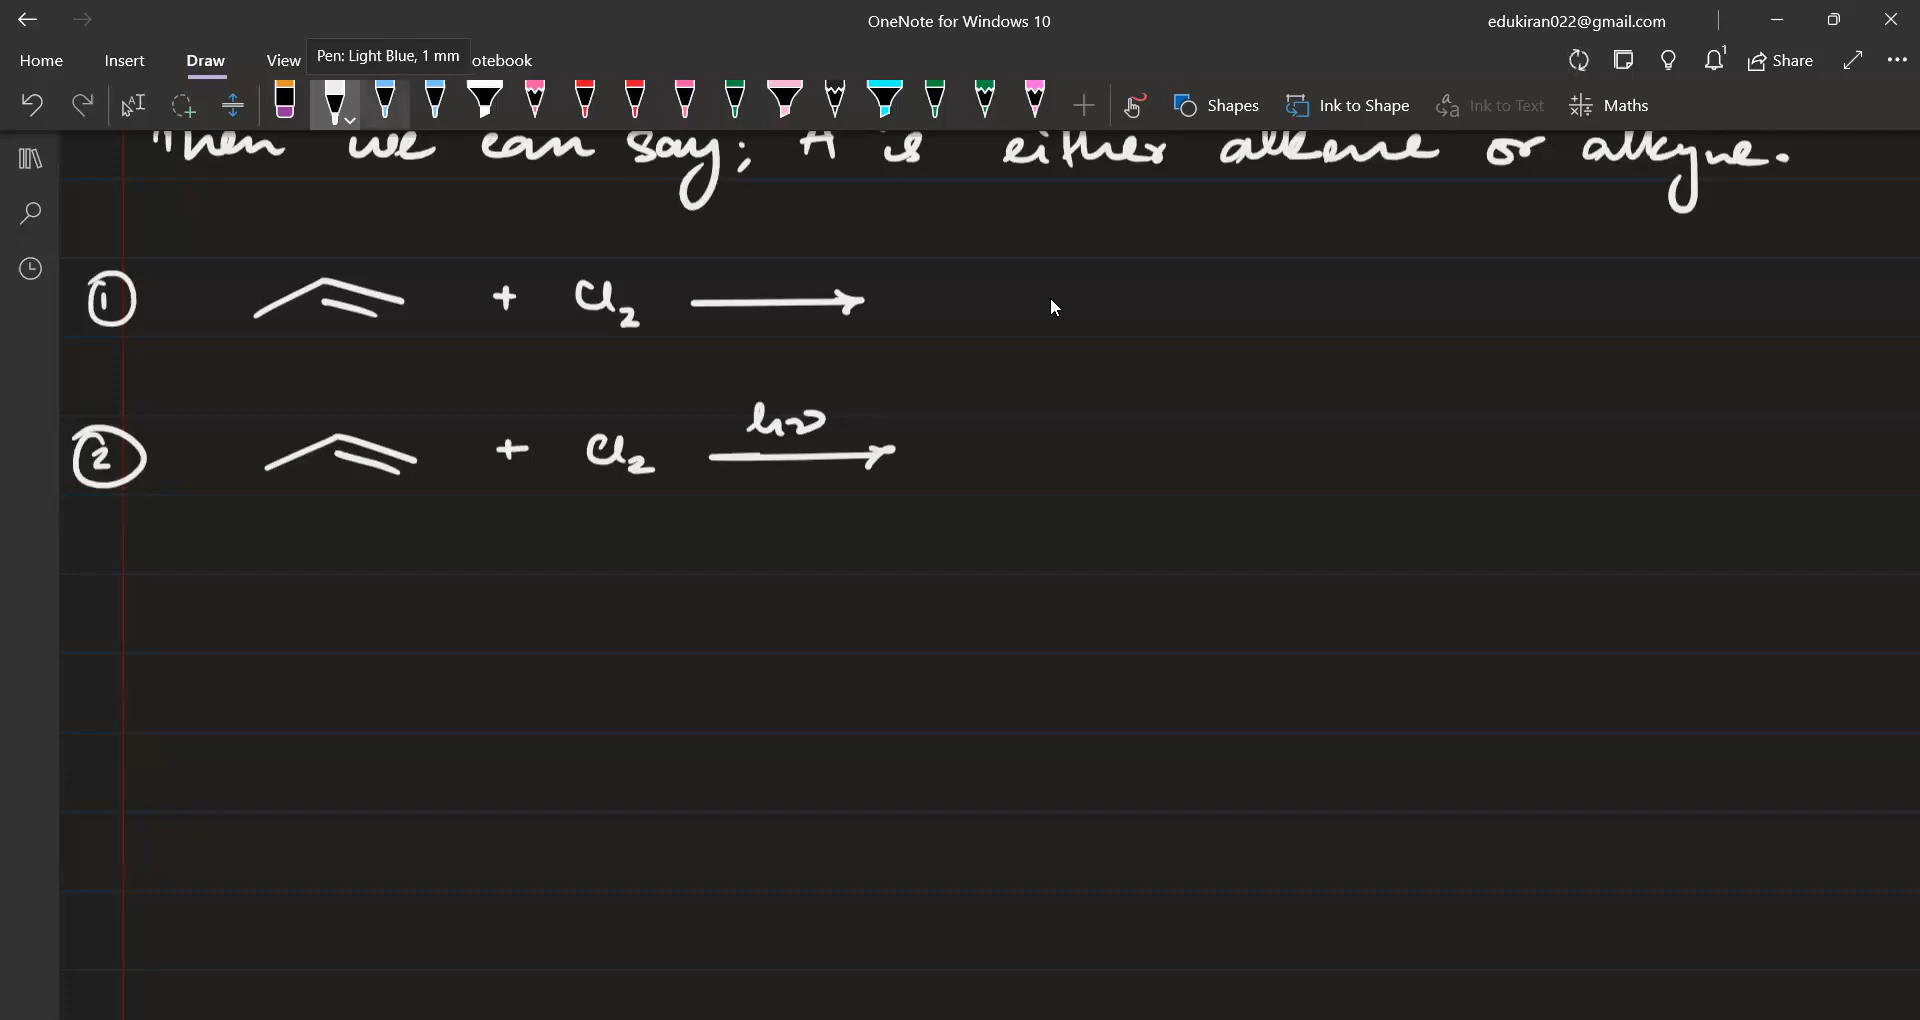 OneNote for Windows 10
edukiran022@gmail.com
Home Insert Draw View Pen: Light Blue, 1 mm otebook
1 Share
Shapes Ink to Shape Ink to Text Maths
Then we can say; A is either alkene or alkyne.
① + Cl₂ ⟶
hν
② + Cl₂ ⟶